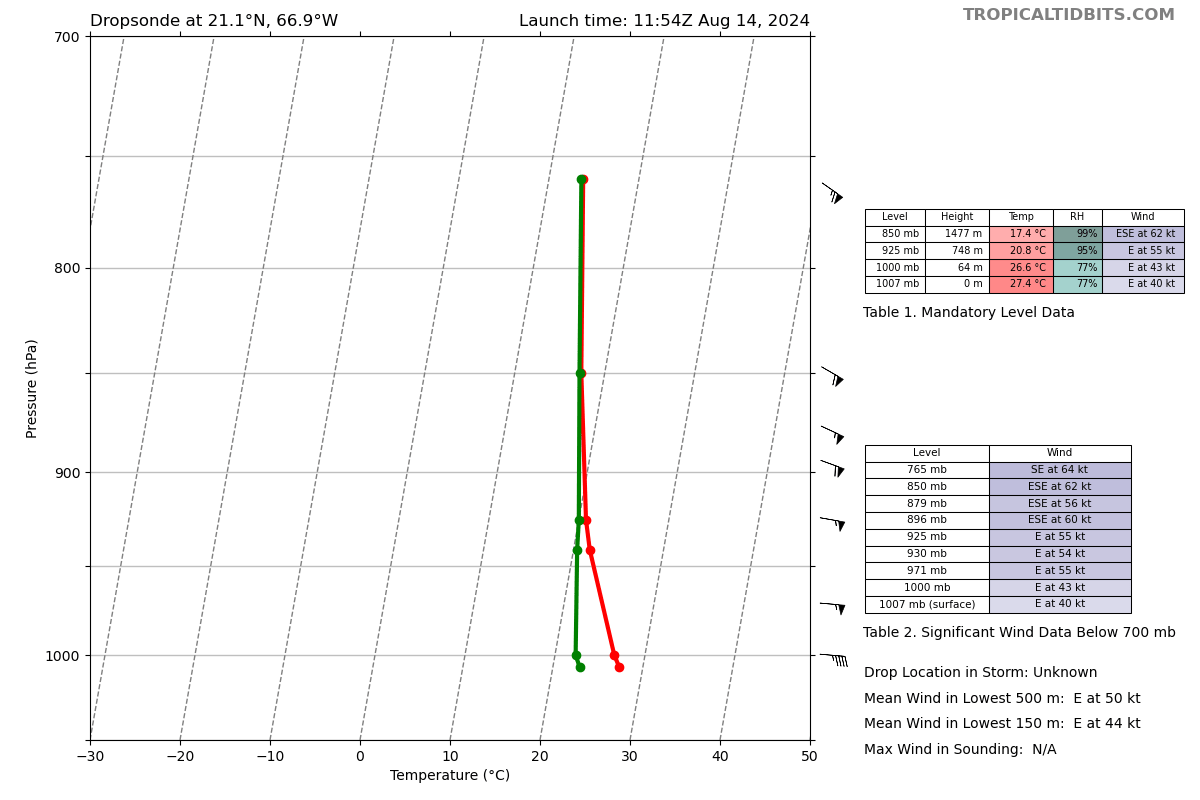 Dropsonde at 21.1°N, 66.9°W
Launch time: 11:54Z Aug 14, 2024
TROPICALTIDBITS.COM
700
800
900
1000
Pressure (hPa)
−30 −20 −10 0 10 20 30 40 50
Temperature (°C)
Level Height Temp RH Wind
850 mb 1477 m 17.4 °C 99% ESE at 62 kt
925 mb 748 m 20.8 °C 95% E at 55 kt
1000 mb 64 m 26.6 °C 77% E at 43 kt
1007 mb 0 m 27.4 °C 77% E at 40 kt
Table 1. Mandatory Level Data
Level Wind
765 mb SE at 64 kt
850 mb ESE at 62 kt
879 mb ESE at 56 kt
896 mb ESE at 60 kt
925 mb E at 55 kt
930 mb E at 54 kt
971 mb E at 55 kt
1000 mb E at 43 kt
1007 mb (surface) E at 40 kt
Table 2. Significant Wind Data Below 700 mb
Drop Location in Storm: Unknown
Mean Wind in Lowest 500 m: E at 50 kt
Mean Wind in Lowest 150 m: E at 44 kt
Max Wind in Sounding: N/A